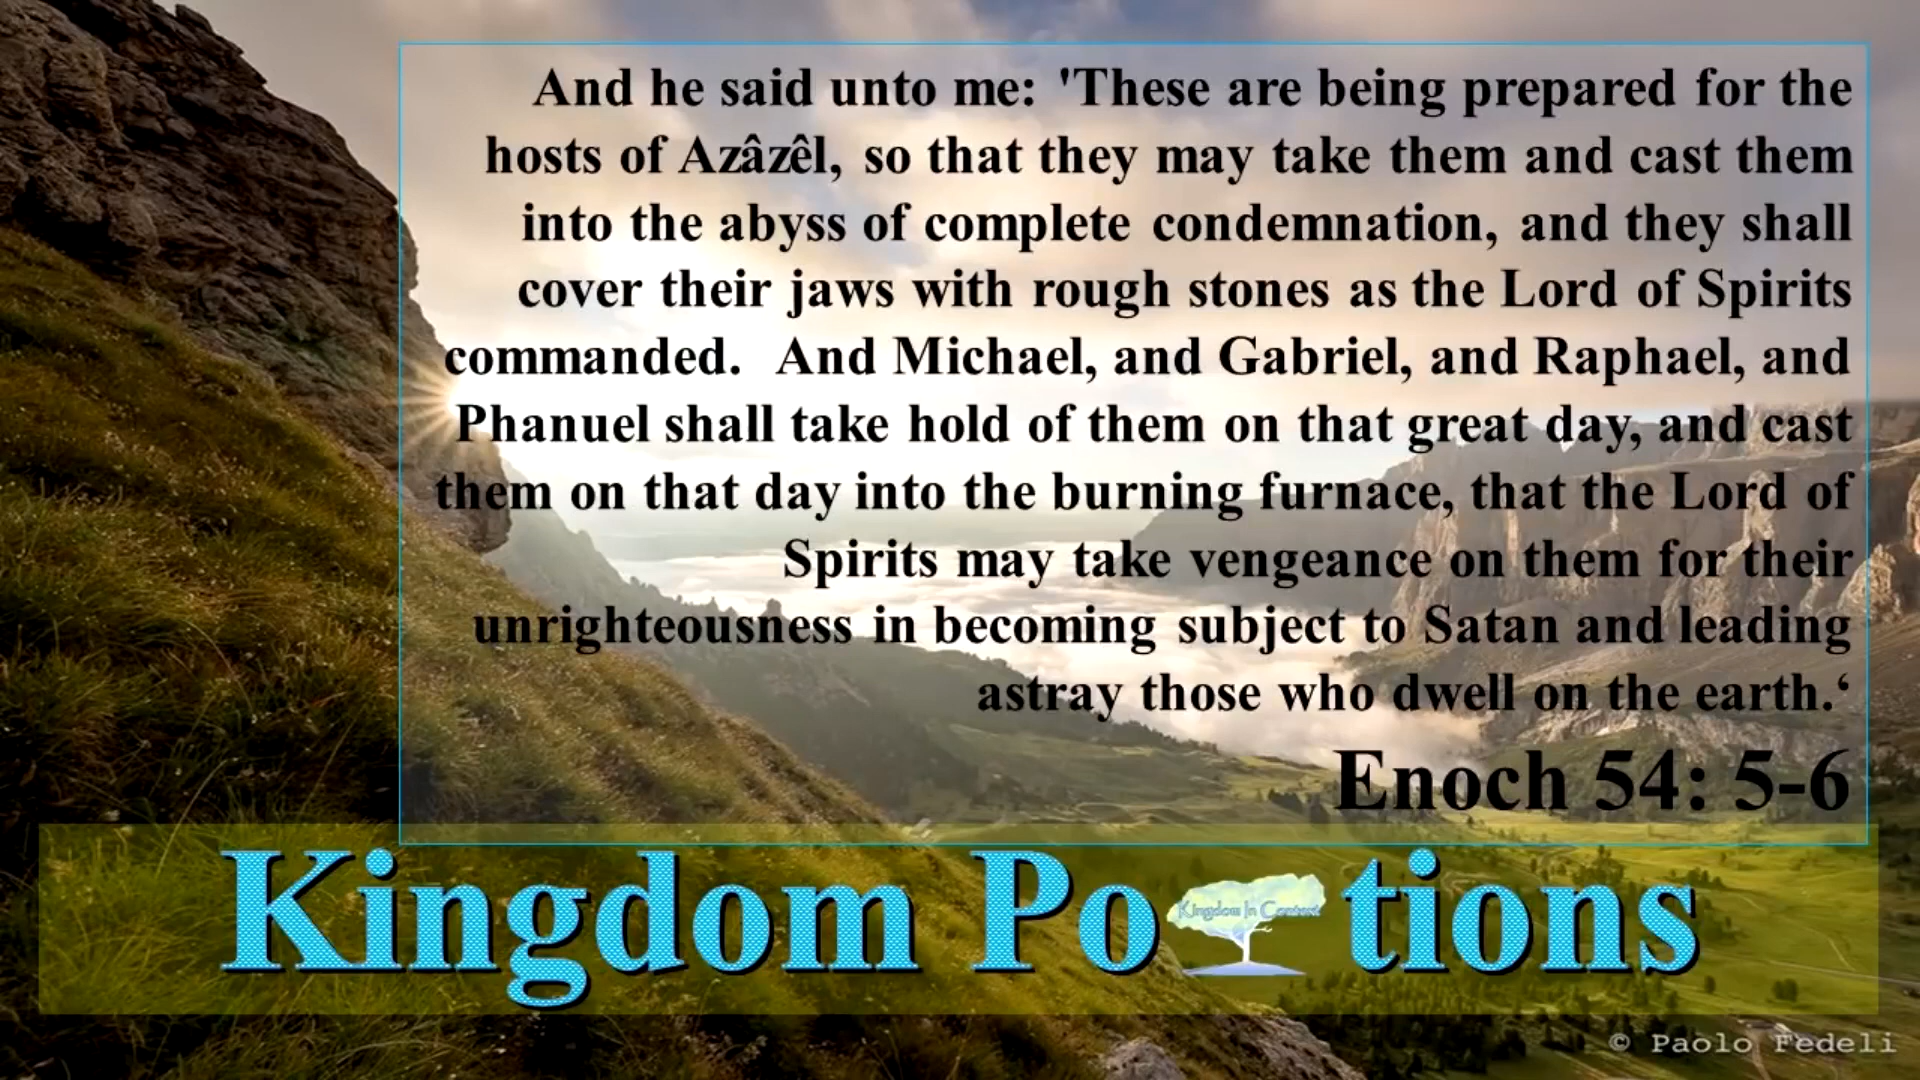 And he said unto me: 'These are being prepared for the
hosts of Azâzêl, so that they may take them and cast them
into the abyss of complete condemnation, and they shall
cover their jaws with rough stones as the Lord of Spirits
commanded.  And Michael, and Gabriel, and Raphael, and
Phanuel shall take hold of them on that great day, and cast
them on that day into the burning furnace, that the Lord of
Spirits may take vengeance on them for their
unrighteousness in becoming subject to Satan and leading
astray those who dwell on the earth.‘
Enoch 54: 5-6
Kingdom Po tions
Kingdom In Context
© Paolo Fedeli